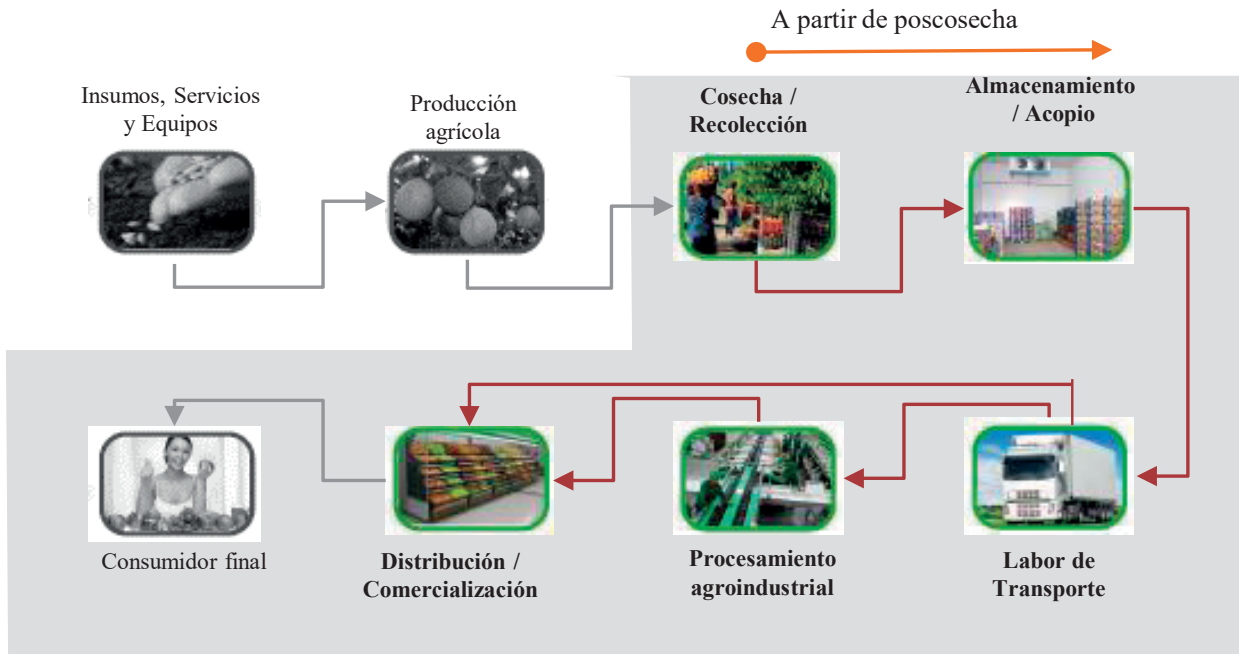 A partir de poscosecha
Insumos, Servicios
y Equipos
Producción
agrícola
Cosecha /
Recolección
Almacenamiento
/ Acopio
Consumidor final
Distribución /
Comercialización
Procesamiento
agroindustrial
Labor de
Transporte